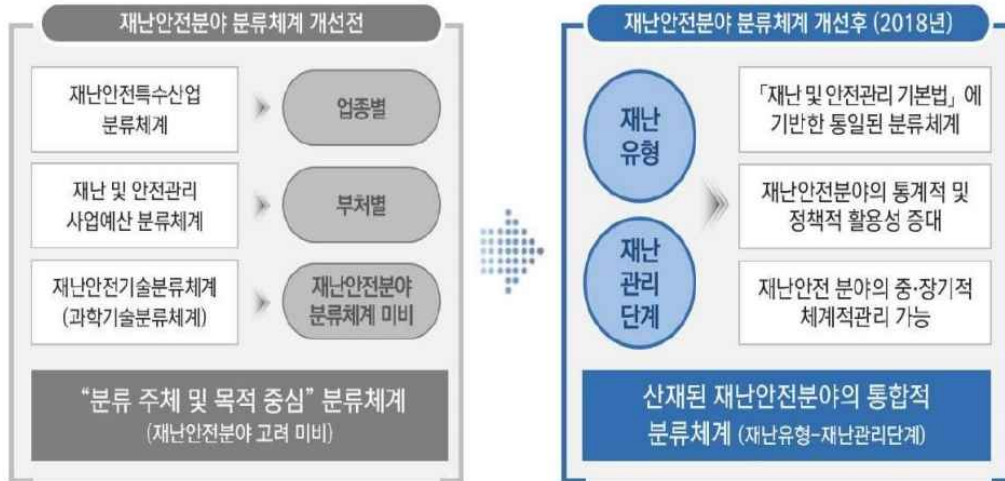 재난안전분야 분류체계 개선전
재난안전특수산업
분류체계
업종별
재난 및 안전관리
사업예산 분류체계
부처별
재난안전기술분류체계
(과학기술분류체계)
재난안전분야
분류체계 미비
“분류 주체 및 목적 중심” 분류체계
(재난안전분야 고려 미비)
재난안전분야 분류체계 개선후 (2018년)
재난
유형
재난
관리
단계
「재난 및 안전관리 기본법」에
기반한 통일된 분류체계
재난안전분야의 통계적 및
정책적 활용성 증대
재난안전 분야의 중·장기적
체계적관리 가능
산재된 재난안전분야의 통합적
분류체계 (재난유형-재난관리단계)